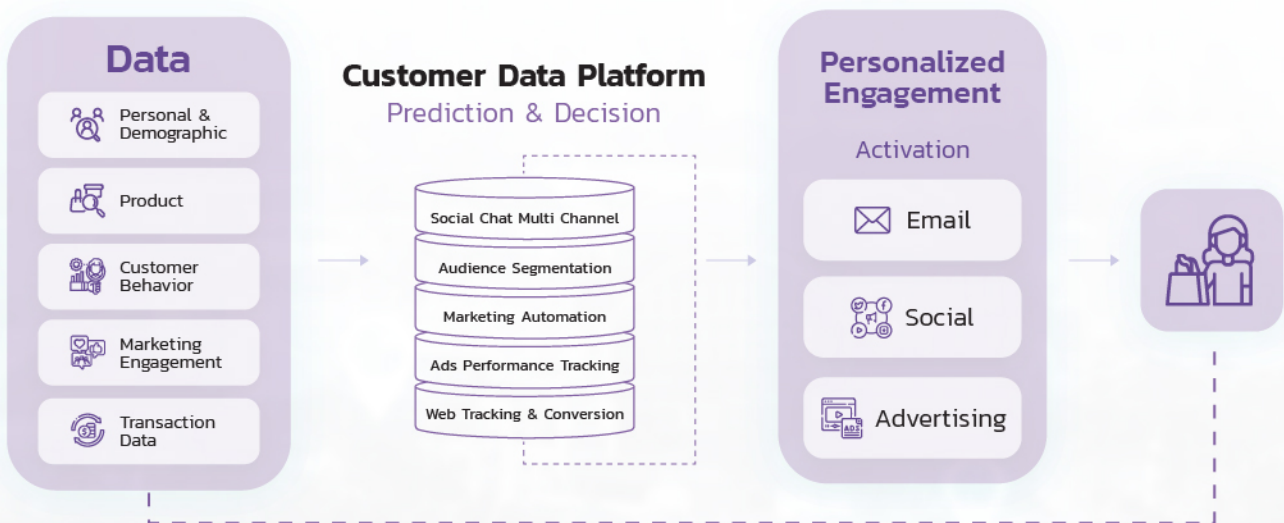 Data
Personal &
Demographic
Product
Customer
Behavior
Marketing
Engagement
Transaction
Data
Customer Data Platform
Prediction & Decision
Social Chat Multi Channel
Audience Segmentation
Marketing Automation
Ads Performance Tracking
Web Tracking & Conversion
Personalized
Engagement
Activation
Email
Social
ADS
Advertising